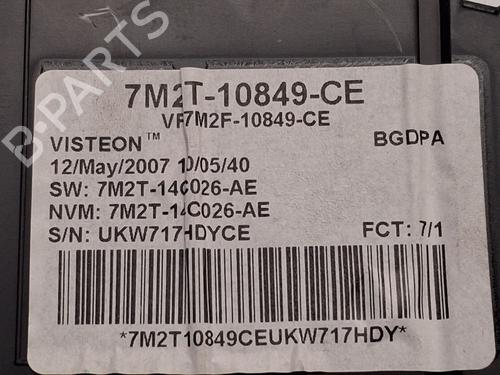 7M2T-10849-CE
VF7M2F-10849-CE
VISTEON™ BGDPA
12/May/2007 10/05/40
SW: 7M2T-14C026-AE
NVM: 7M2T-14C026-AE
S/N: UKW717HDYCE FCT: 7/1
*7M2T10849CEUKW717HDY*
B-PARTS